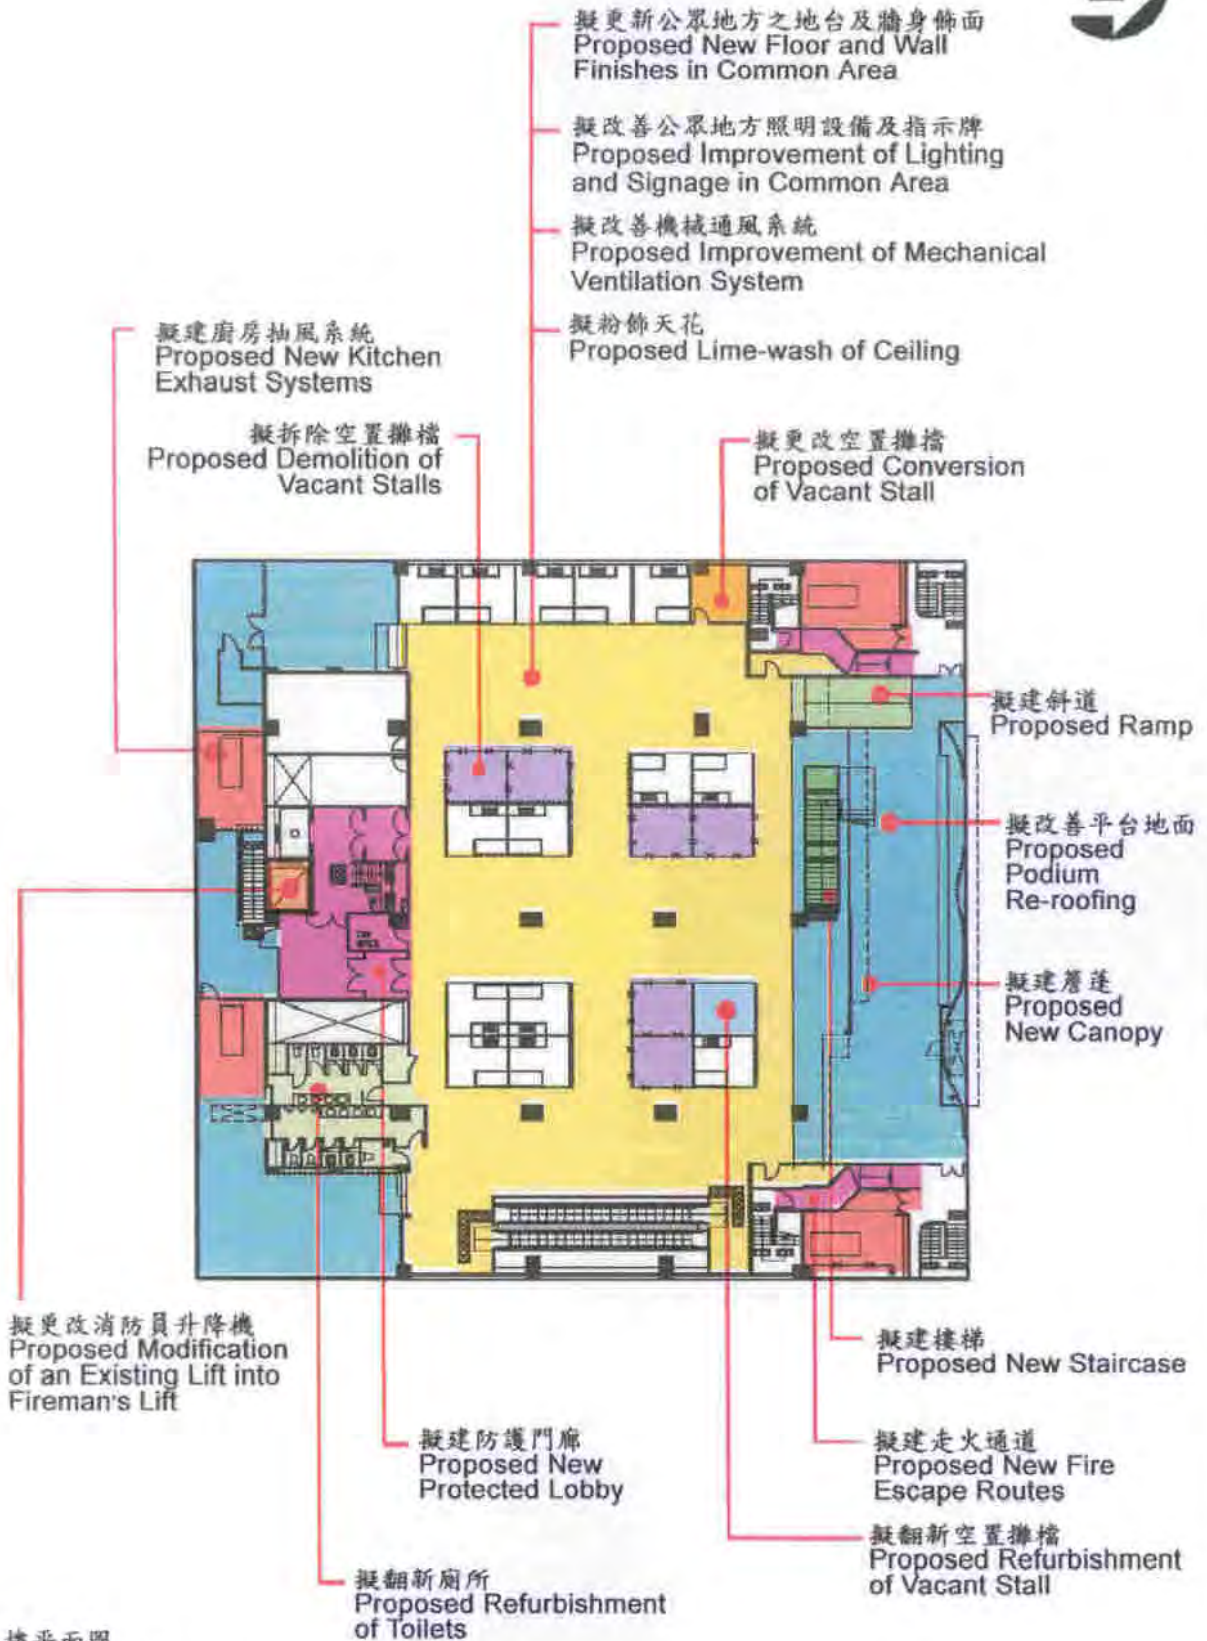 擬更新公眾地方之地台及牆身飾面
Proposed New Floor and Wall
Finishes in Common Area
擬改善公眾地方照明設備及指示牌
Proposed Improvement of Lighting
and Signage in Common Area
擬改善機械通風系統
Proposed Improvement of Mechanical
Ventilation System
擬粉飾天花
Proposed Lime-wash of Ceiling
擬建廚房抽風系統
Proposed New Kitchen
Exhaust Systems
擬拆除空置攤檔
Proposed Demolition of
Vacant Stalls
擬更改空置攤檔
Proposed Conversion
of Vacant Stall
擬建斜道
Proposed Ramp
擬改善平台地面
Proposed
Podium
Re-roofing
擬建簷蓬
Proposed
New Canopy
擬更改消防員升降機
Proposed Modification
of an Existing Lift into
Fireman's Lift
擬建樓梯
Proposed New Staircase
擬建防護門廊
Proposed New
Protected Lobby
擬建走火通道
Proposed New Fire
Escape Routes
擬翻新空置攤檔
Proposed Refurbishment
of Vacant Stall
擬翻新廁所
Proposed Refurbishment
of Toilets
樓平面圖